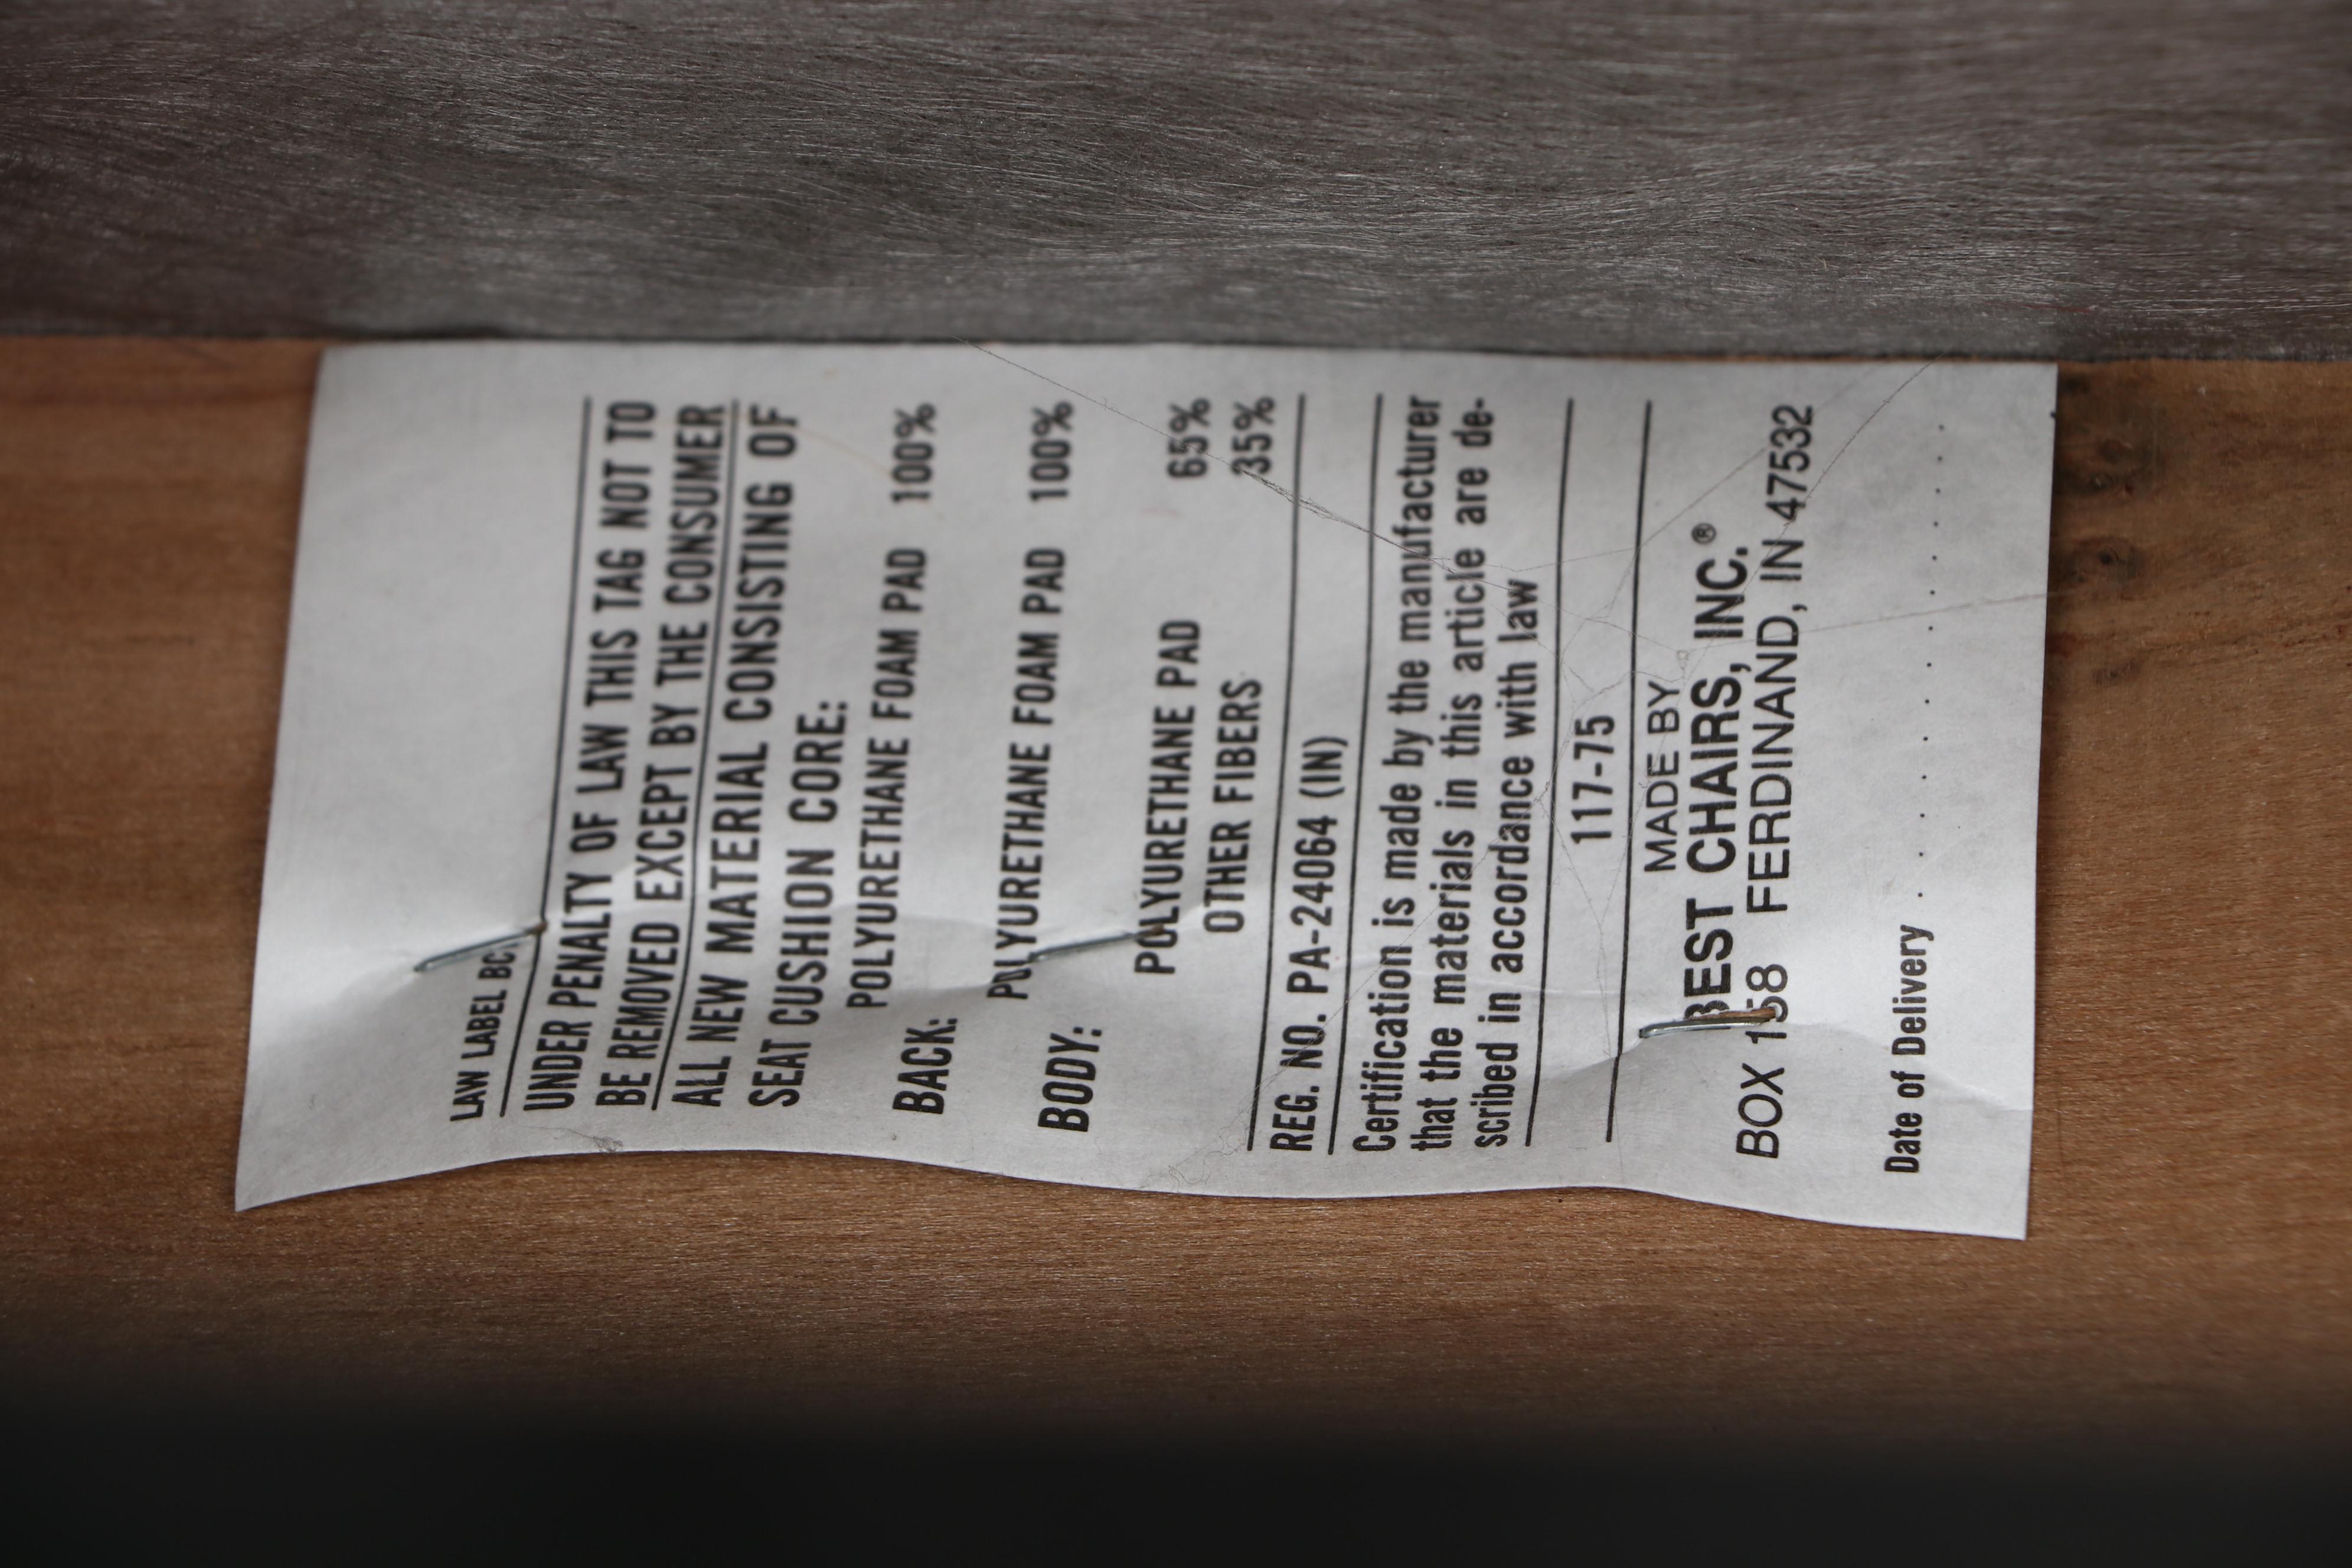 LAW LABEL BC
UNDER PENALTY OF LAW THIS TAG NOT TO
BE REMOVED EXCEPT BY THE CONSUMER
ALL NEW MATERIAL CONSISTING OF
SEAT CUSHION CORE:
POLYURETHANE FOAM PAD 100%
BACK:
POLYURETHANE FOAM PAD 100%
BODY:
POLYURETHANE PAD 65%
OTHER FIBERS 35%
REG. NO. PA-24064 (IN)
Certification is made by the manufacturer
that the materials in this article are de-
scribed in accordance with law
117-75
MADE BY
BEST CHAIRS, INC.®
BOX 158 FERDINAND, IN 47532
Date of Delivery . . . . . . . . . .